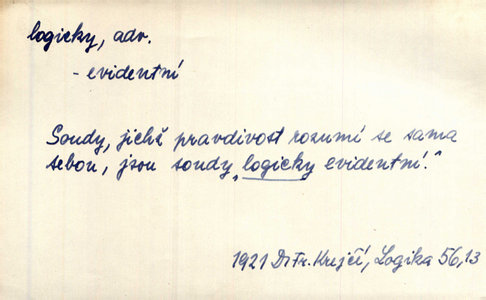 logicky, adv.
- evidentní
Soudy, jichž pravdivost rozumí se sama
sebou, jsou soudy „logicky evidentní.“
1921 Dr Fr. Krejčí, Logika 56,13